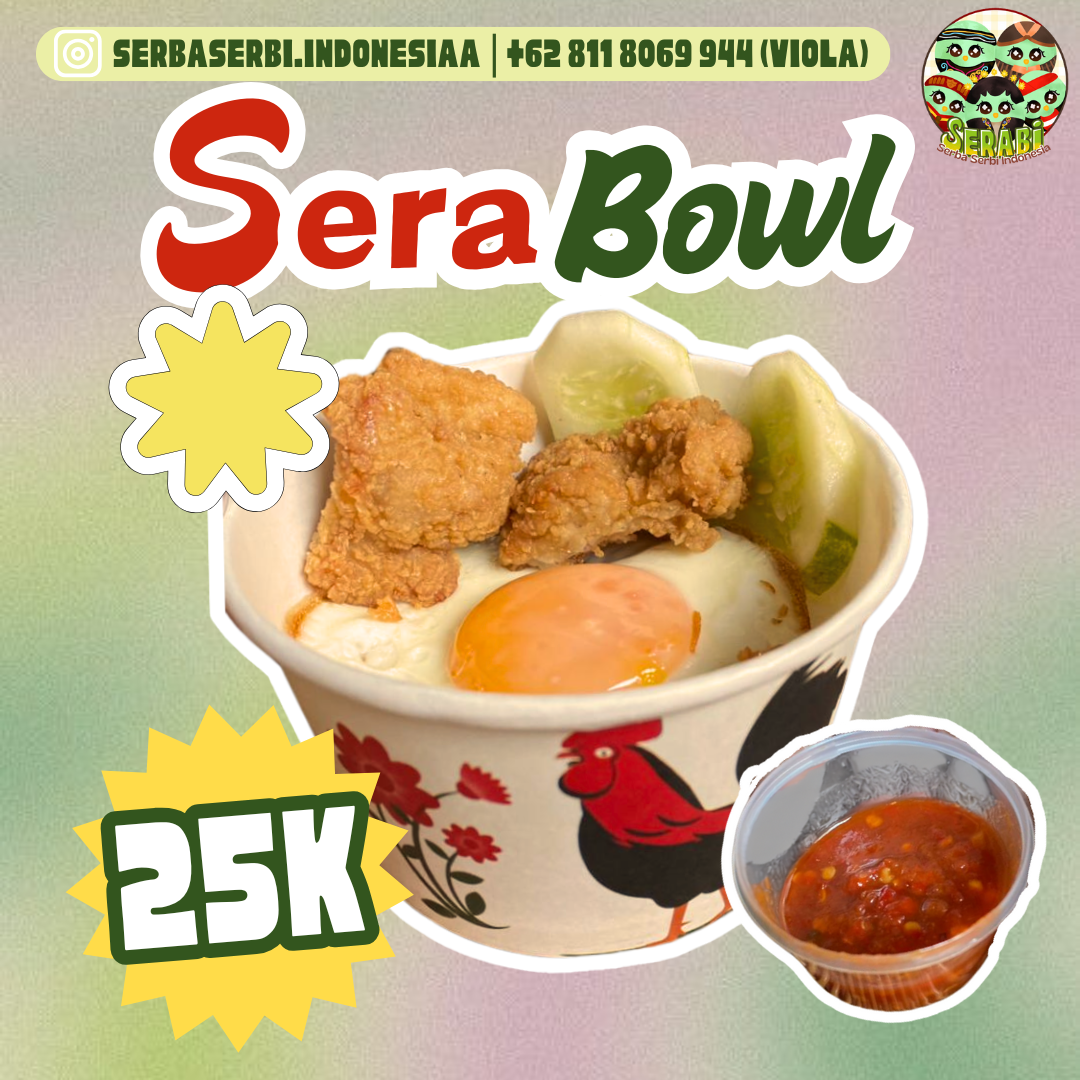 SERBASERBI.INDONESIAA | +62 811 8069 944 (VIOLA)
SERABI
Serba Serbi Indonesia
Sera Bowl
25K